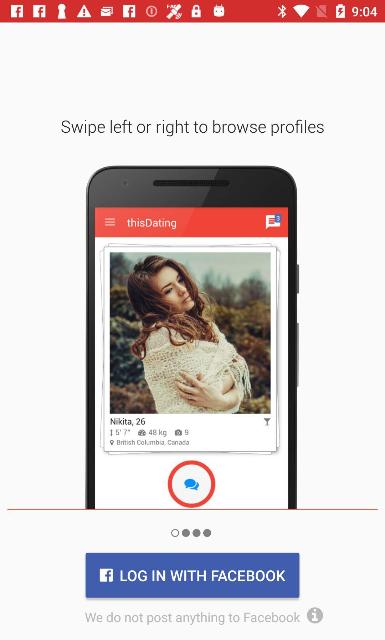 9:04
Swipe left or right to browse profiles
thisDating
3
Nikita, 26
5' 7" 48 kg 9
British Columbia, Canada
LOG IN WITH FACEBOOK
We do not post anything to Facebook